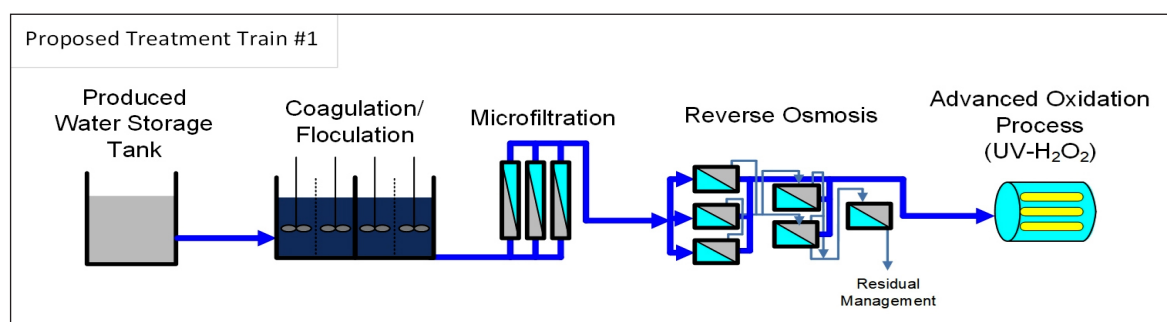 Proposed Treatment Train #1
Produced
Water Storage
Tank
Coagulation/
Floculation
Microfiltration
Reverse Osmosis
Advanced Oxidation
Process
(UV-H₂O₂)
Residual
Management